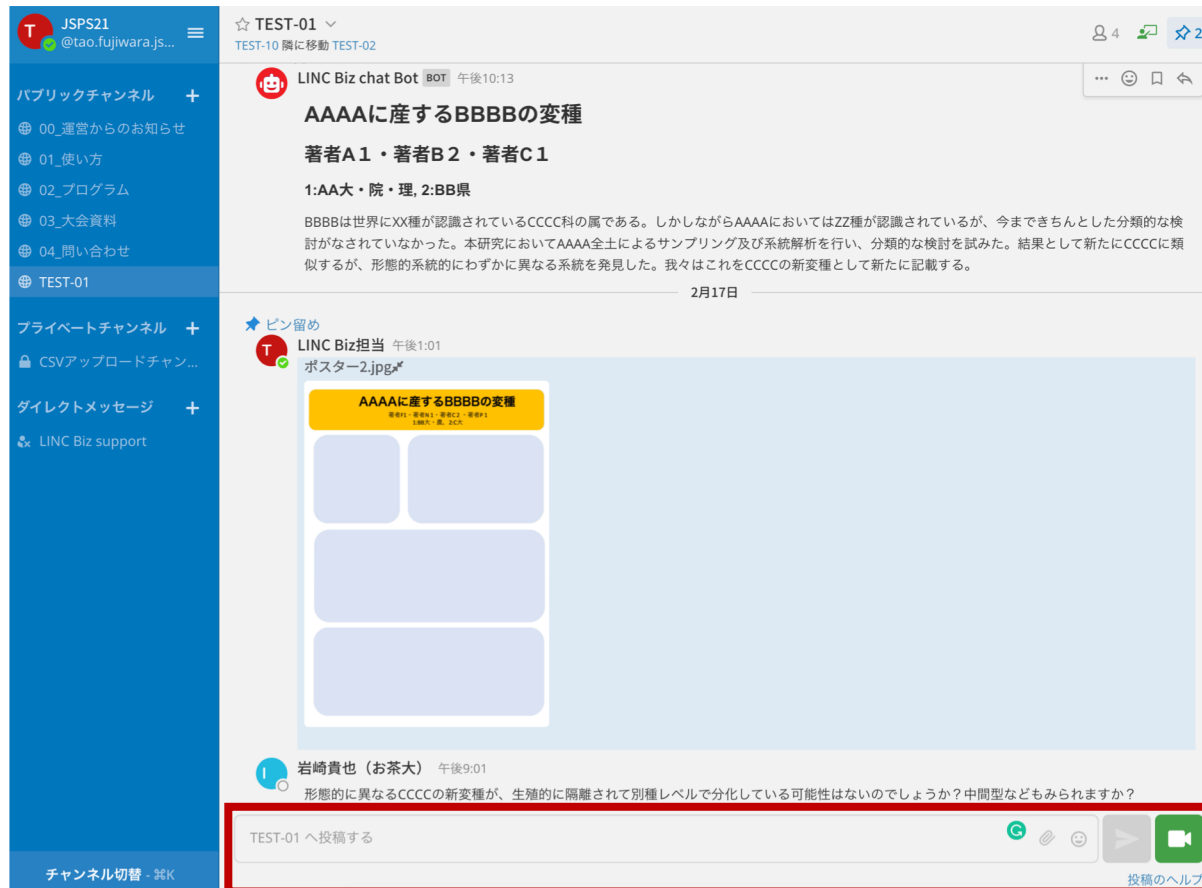 T
JSPS21
@tao.fujiwara.js...
パブリックチャンネル +
00_運営からのお知らせ
01_使い方
02_プログラム
03_大会資料
04_問い合わせ
TEST-01
プライベートチャンネル +
CSVアップロードチャン...
ダイレクトメッセージ +
LINC Biz support
チャンネル切替 - ⌘K
TEST-01
TEST-10 隣に移動 TEST-02
4
2
LINC Biz chat Bot BOT 午後10:13
AAAAに産するBBBBの変種
著者A１・著者B２・著者C１
1:AA大・院・理, 2:BB県
BBBBは世界にXX種が認識されているCCCC科の属である。しかしながらAAAAにおいてはZZ種が認識されているが、今まできちんとした分類的な検
討がなされていなかった。本研究においてAAAA全土によるサンプリング及び系統解析を行い、分類的な検討を試みた。結果として新たにCCCCに類
似するが、形態的系統的にわずかに異なる系統を発見した。我々はこれをCCCCの新変種として新たに記載する。
2月17日
ピン留め
T
LINC Biz担当 午後1:01
ポスター2.jpg
AAAAに産するBBBBの変種
著者F1・著者N1・著者C2・著者P1
1:BB大・農, 2:C大
I
岩崎貴也（お茶大） 午後9:01
形態的に異なるCCCCの新変種が、生殖的に隔離されて別種レベルで分化している可能性はないのでしょうか？中間型などもみられますか？
TEST-01 へ投稿する
投稿のヘルプ